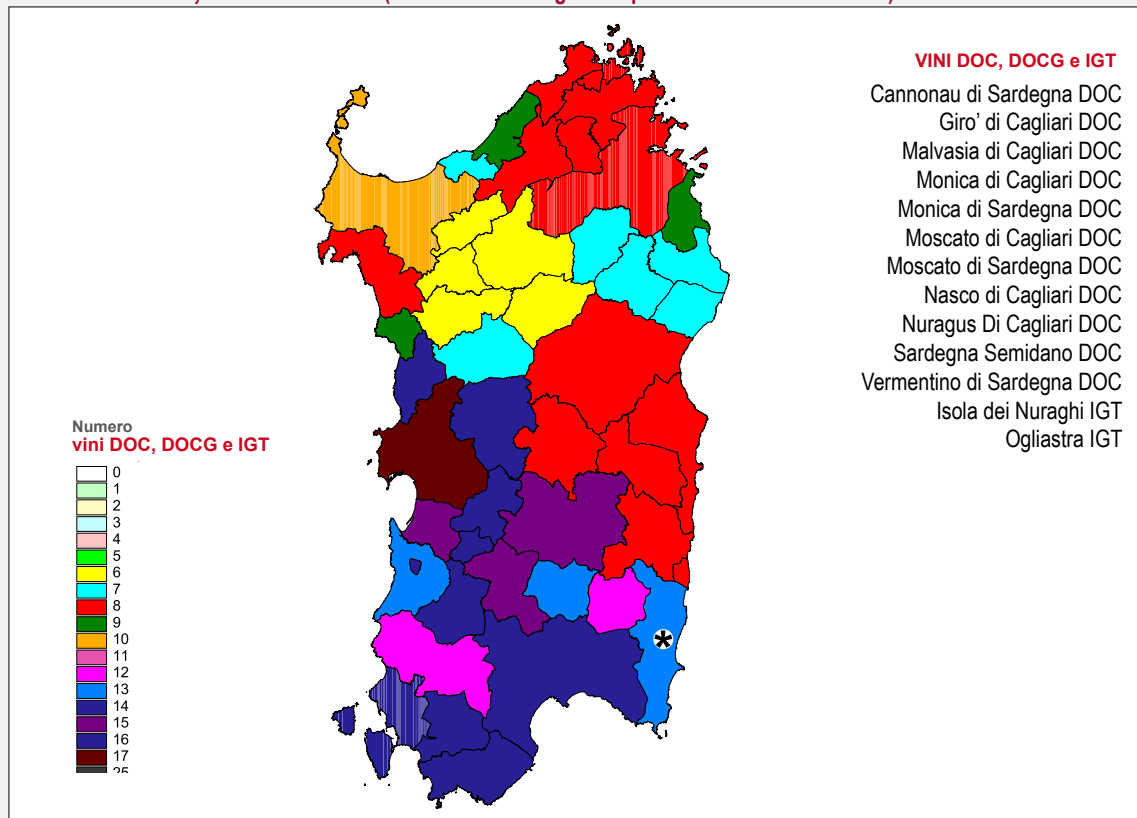 VINI DOC, DOCG e IGT
Cannonau di Sardegna DOC
Giro' di Cagliari DOC
Malvasia di Cagliari DOC
Monica di Cagliari DOC
Monica di Sardegna DOC
Moscato di Cagliari DOC
Moscato di Sardegna DOC
Nasco di Cagliari DOC
Nuragus Di Cagliari DOC
Sardegna Semidano DOC
Vermentino di Sardegna DOC
Isola dei Nuraghi IGT
Ogliastra IGT
Numero
vini DOC, DOCG e IGT
0
1
2
3
4
5
6
7
8
9
10
11
12
13
14
15
16
17
25
*